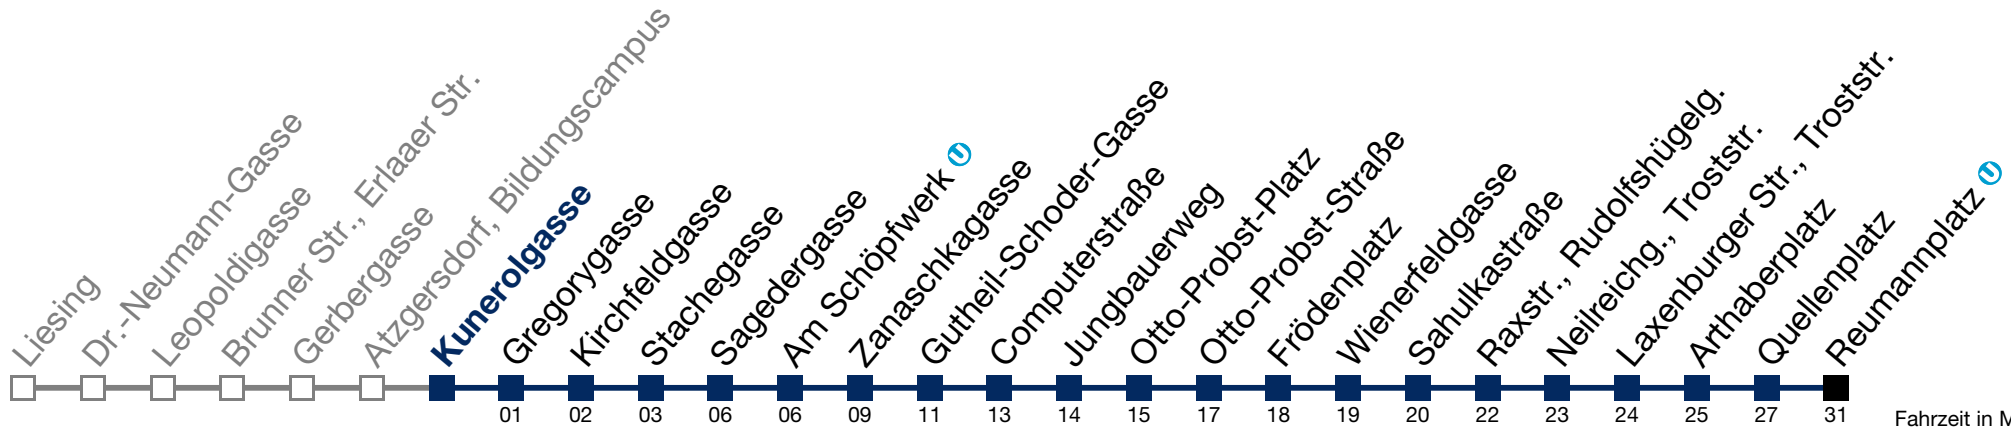 Liesing
Dr.-Neumann-Gasse
Leopoldigasse
Brunner Str., Erlaaer Str.
Gerbergasse
Atzgersdorf, Bildungscampus
Kunerolgasse
Gregorygasse
Kirchfeldgasse
Stachegasse
Sagedergasse
Am Schöpfwerk U
Zanaschkagasse
Gutheil-Schoder-Gasse
Computerstraße
Jungbauerweg
Otto-Probst-Platz
Otto-Probst-Straße
Frödenplatz
Wienerfeldgasse
Sahulkastraße
Raxstr., Rudolfshügelg.
Neilreichg., Troststr.
Laxenburger Str., Troststr.
Arthaberplatz
Quellenplatz
Reumannplatz U
01 02 03 06 06 09 11 13 14 15 17 18 19 20 22 23 24 25 27 31 Fahrzeit in M